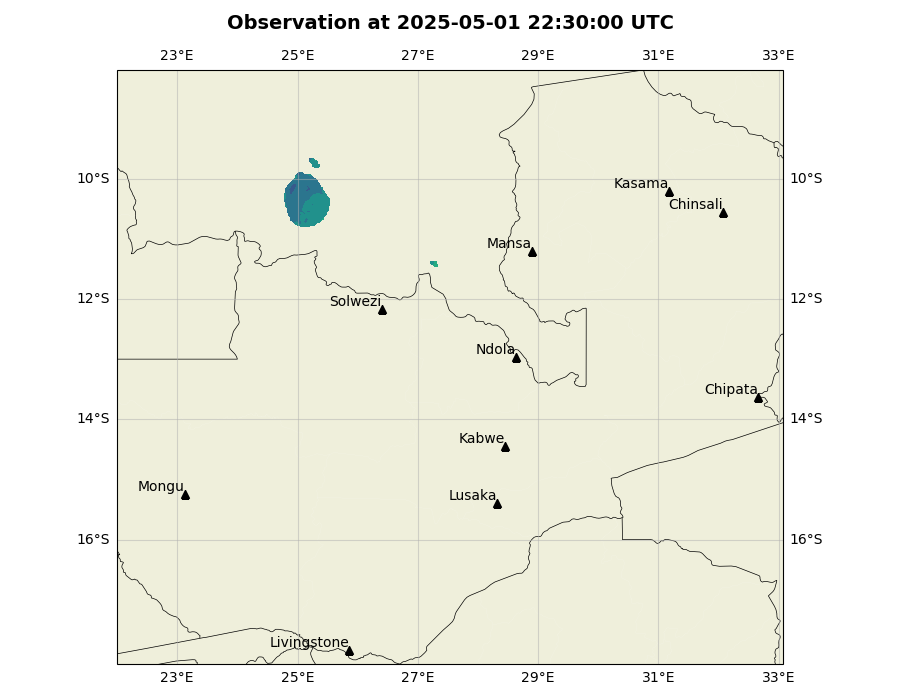 Observation at 2025-05-01 22:30:00 UTC
23°E 25°E 27°E 29°E 31°E 33°E
10°S 10°S
Kasama
Chinsali
Mansa
12°S 12°S
Solwezi
Ndola
Chipata
14°S 14°S
Kabwe
Mongu
Lusaka
16°S 16°S
Livingstone
23°E 25°E 27°E 29°E 31°E 33°E